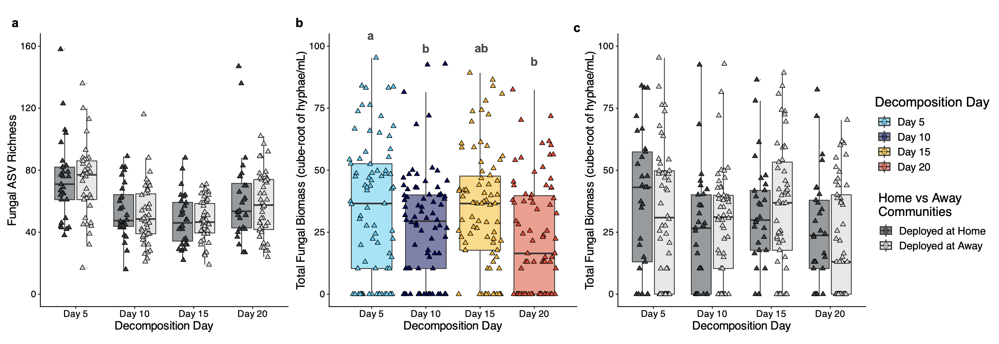 a
Fungal ASV Richness
160
120
80
40
0
Day 5
Day 10
Day 15
Day 20
Decomposition Day
b
Total Fungal Biomass (cube-root of hyphae/mL)
100
75
50
25
0
a
b
ab
b
Day 5
Day 10
Day 15
Day 20
Decomposition Day
c
Total Fungal Biomass (cube-root of hyphae/mL)
100
75
50
25
0
Day 5
Day 10
Day 15
Day 20
Decomposition Day
Decomposition Day
Day 5
Day 10
Day 15
Day 20
Home vs Away
Communities
Deployed at Home
Deployed at Away